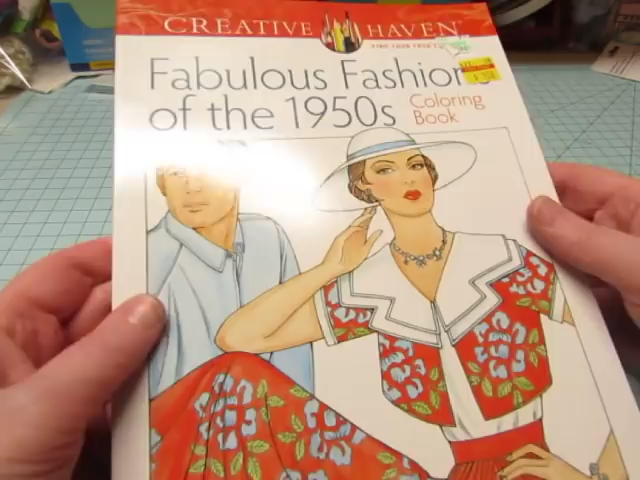 CREATIVE HAVEN
Fabulous Fashions
of the 1950s
Coloring
Book